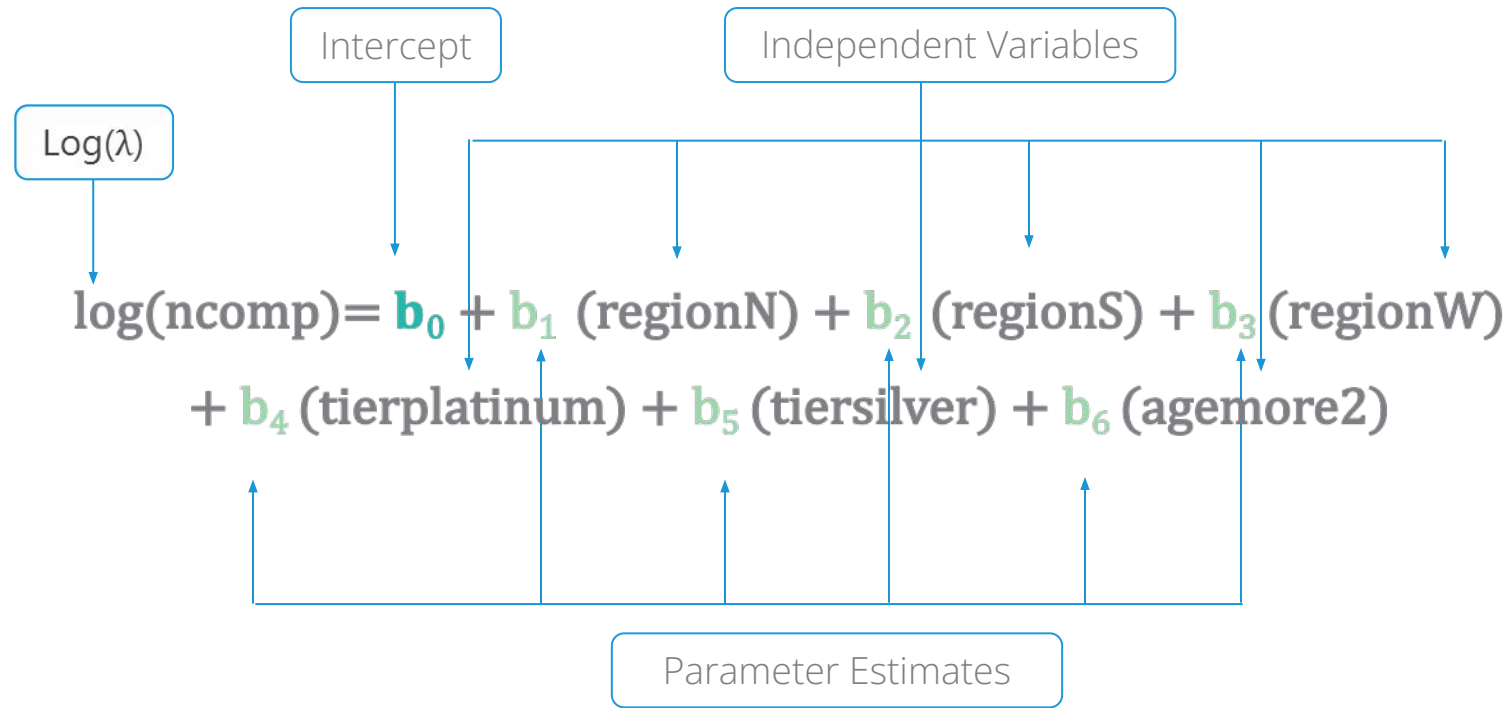 Intercept
Independent Variables
Log(λ)
log(ncomp)= b₀ + b₁ (regionN) + b₂ (regionS) + b₃ (regionW)
+ b₄ (tierplatinum) + b₅ (tiersilver) + b₆ (agemore2)
Parameter Estimates